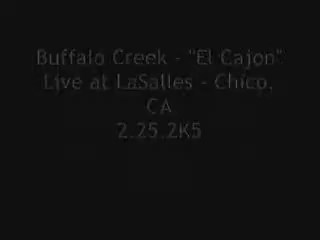 Buffalo Creek - "El Cajon"
Live at LaSalles - Chico,
CA
2.25.2K5